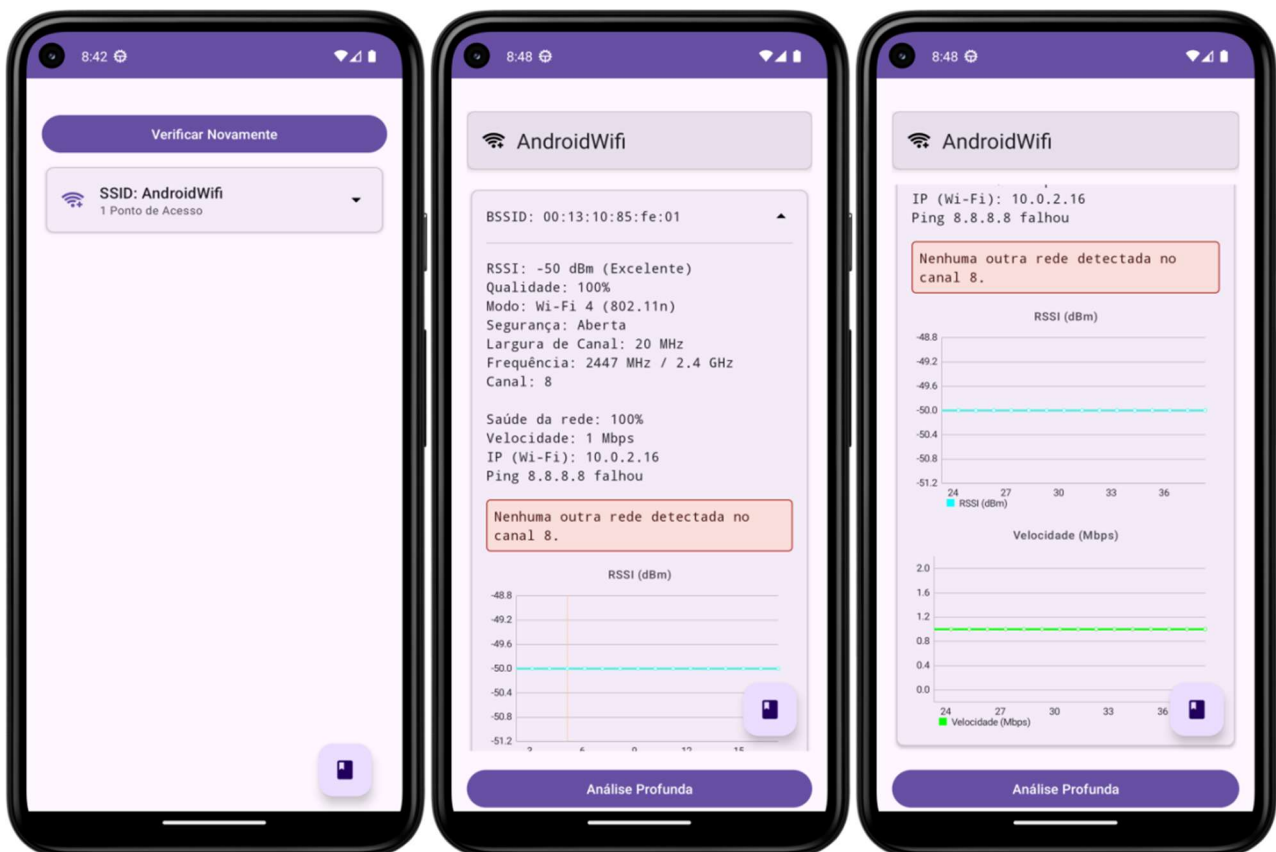 8:42
Verificar Novamente
SSID: AndroidWifi
1 Ponto de Acesso
8:48
AndroidWifi
BSSID: 00:13:10:85:fe:01
RSSI: -50 dBm (Excelente)
Qualidade: 100%
Modo: Wi-Fi 4 (802.11n)
Segurança: Aberta
Largura de Canal: 20 MHz
Frequência: 2447 MHz / 2.4 GHz
Canal: 8
Saúde da rede: 100%
Velocidade: 1 Mbps
IP (Wi-Fi): 10.0.2.16
Ping 8.8.8.8 falhou
Nenhuma outra rede detectada no
canal 8.
RSSI (dBm)
-48.8
-49.2
-49.6
-50.0
-50.4
-50.8
-51.2
3 6 9 12 15
Análise Profunda
8:48
AndroidWifi
IP (Wi-Fi): 10.0.2.16
Ping 8.8.8.8 falhou
Nenhuma outra rede detectada no
canal 8.
RSSI (dBm)
-48.8
-49.2
-49.6
-50.0
-50.4
-50.8
-51.2
24 27 30 33 36
RSSI (dBm)
Velocidade (Mbps)
2.0
1.6
1.2
0.8
0.4
0.0
24 27 30 33 36
Velocidade (Mbps)
Análise Profunda